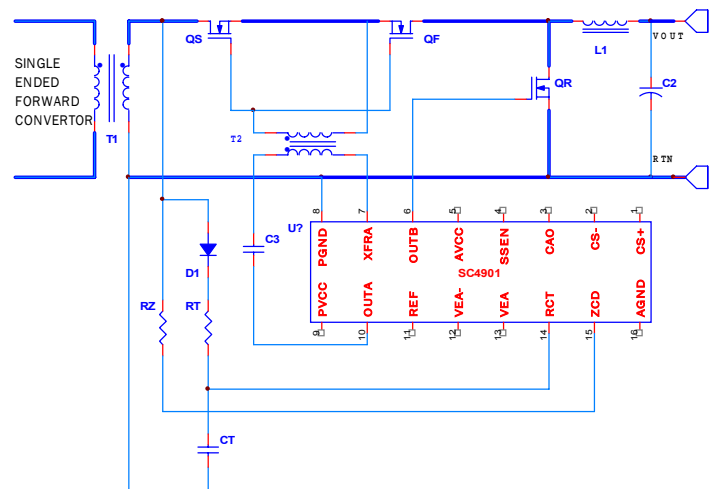 QS
QF
L1
VOUT
SINGLE
ENDED
FORWARD
CONVERTOR
T1
QR
C2
T2
RTN
U?
8
7
6
5
4
3
2
1
PGND
XFRA
OUTB
AVCC
SSEN
CAO
CS-
CS+
SC4901
PVCC
OUTA
REF
VEA-
VEA
RCT
ZCD
AGND
9
10
11
12
13
14
15
16
C3
D1
RZ
RT
CT